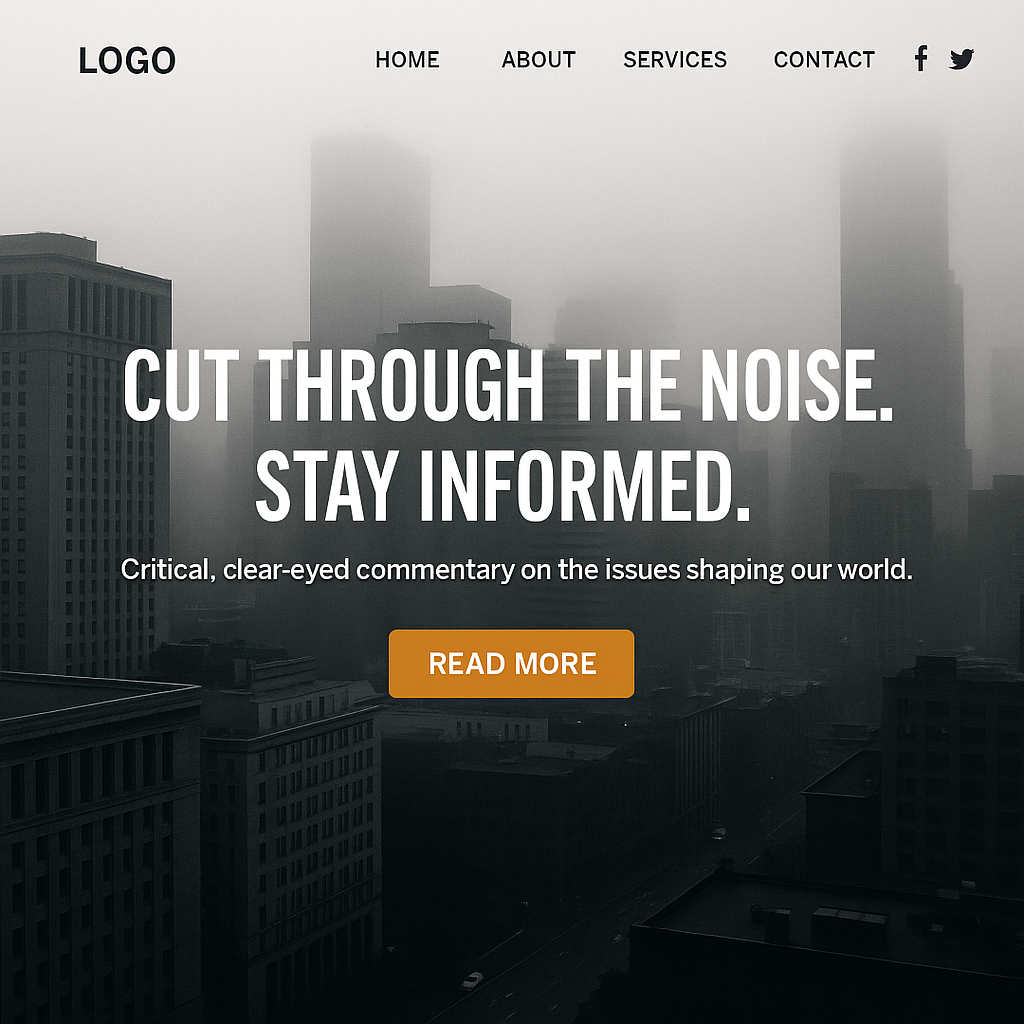 LOGO HOME ABOUT SERVICES CONTACT
CUT THROUGH THE NOISE.
STAY INFORMED.
Critical, clear-eyed commentary on the issues shaping our world.
READ MORE